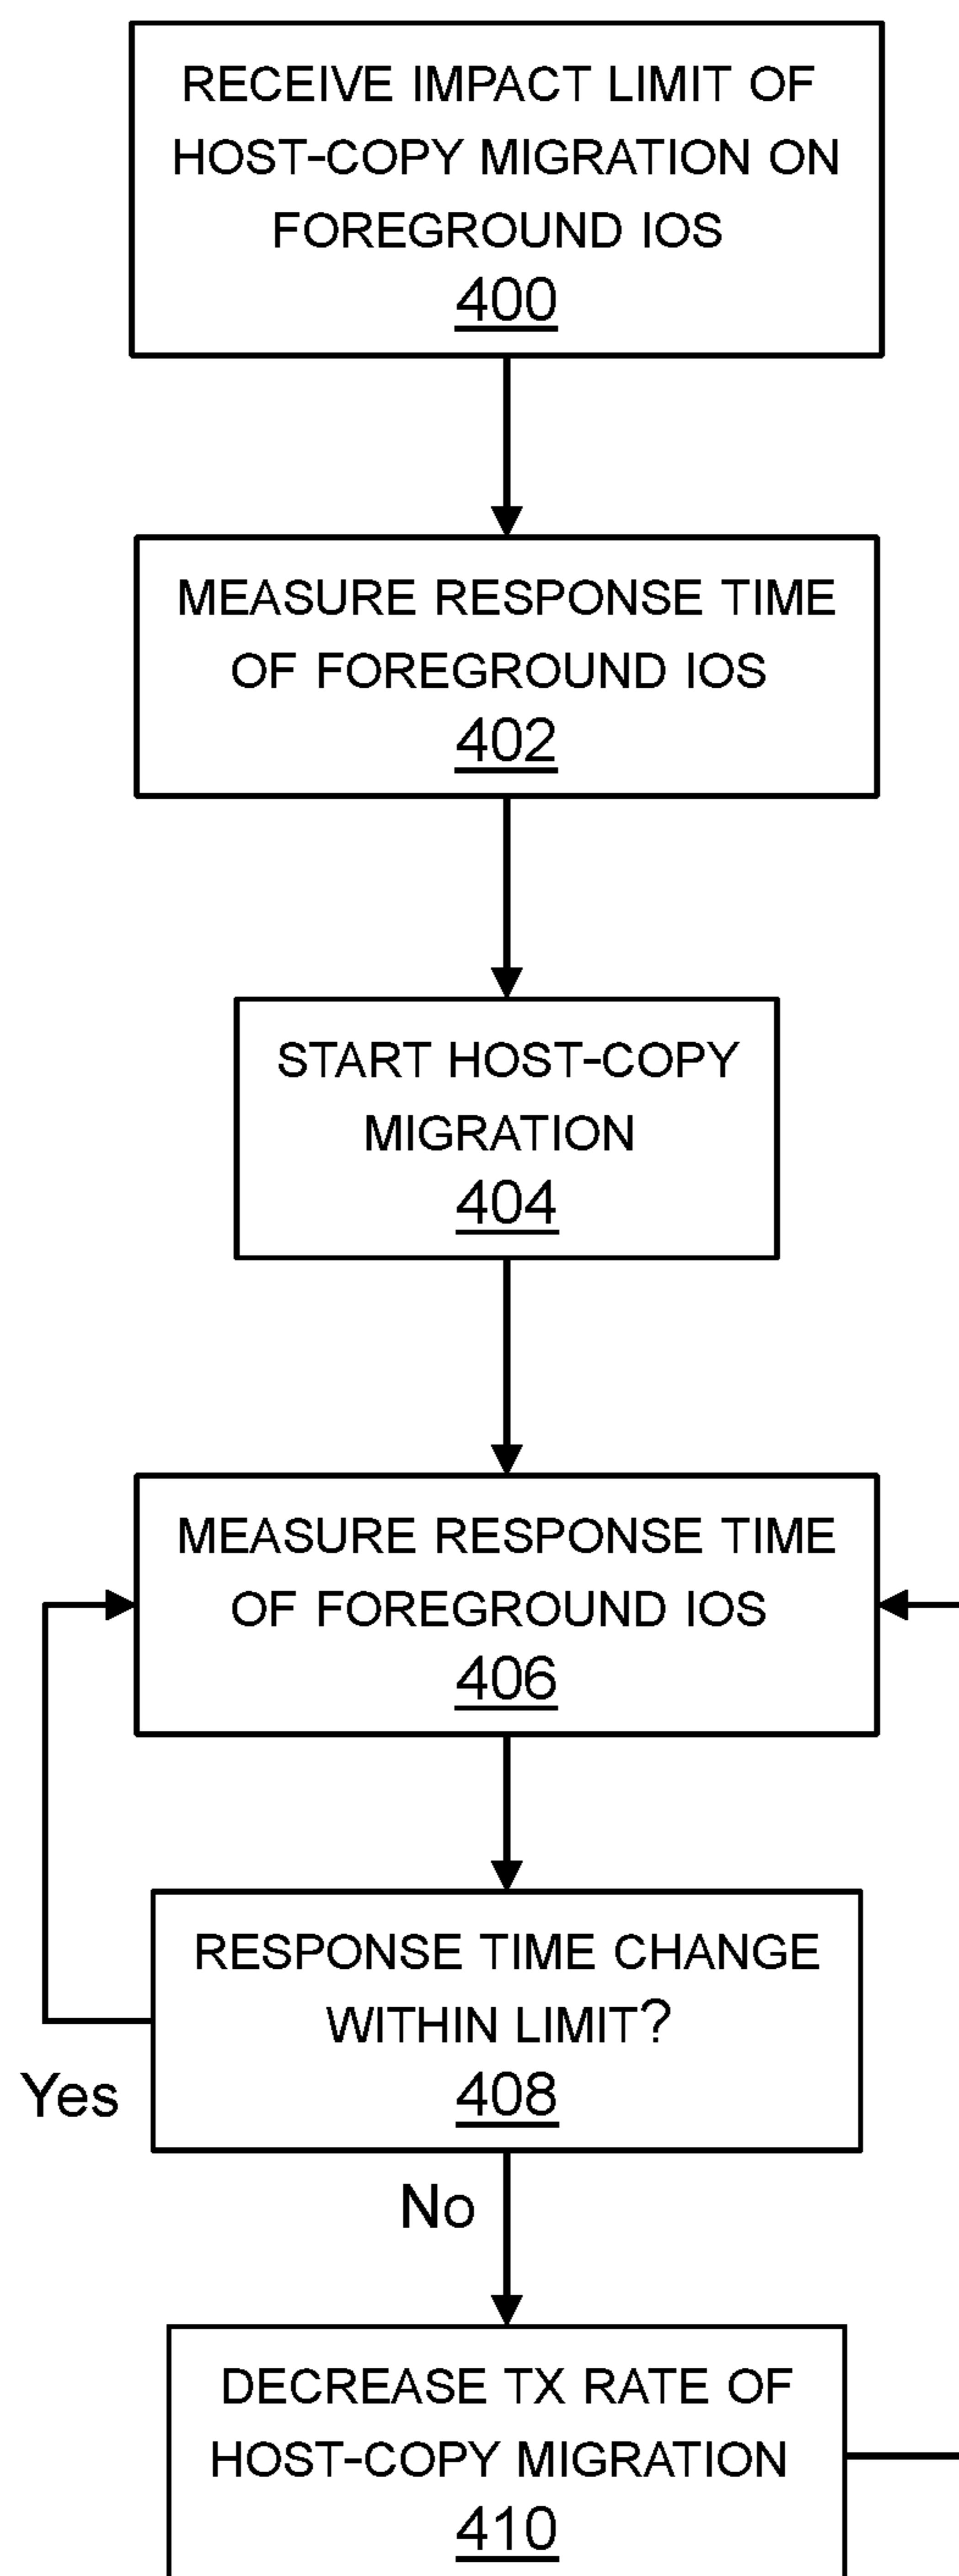 RECEIVE IMPACT LIMIT OF
HOST-COPY MIGRATION ON
FOREGROUND IOS
400
MEASURE RESPONSE TIME
OF FOREGROUND IOS
402
START HOST-COPY
MIGRATION
404
MEASURE RESPONSE TIME
OF FOREGROUND IOS
406
RESPONSE TIME CHANGE
WITHIN LIMIT?
408
Yes
No
DECREASE TX RATE OF
HOST-COPY MIGRATION
410